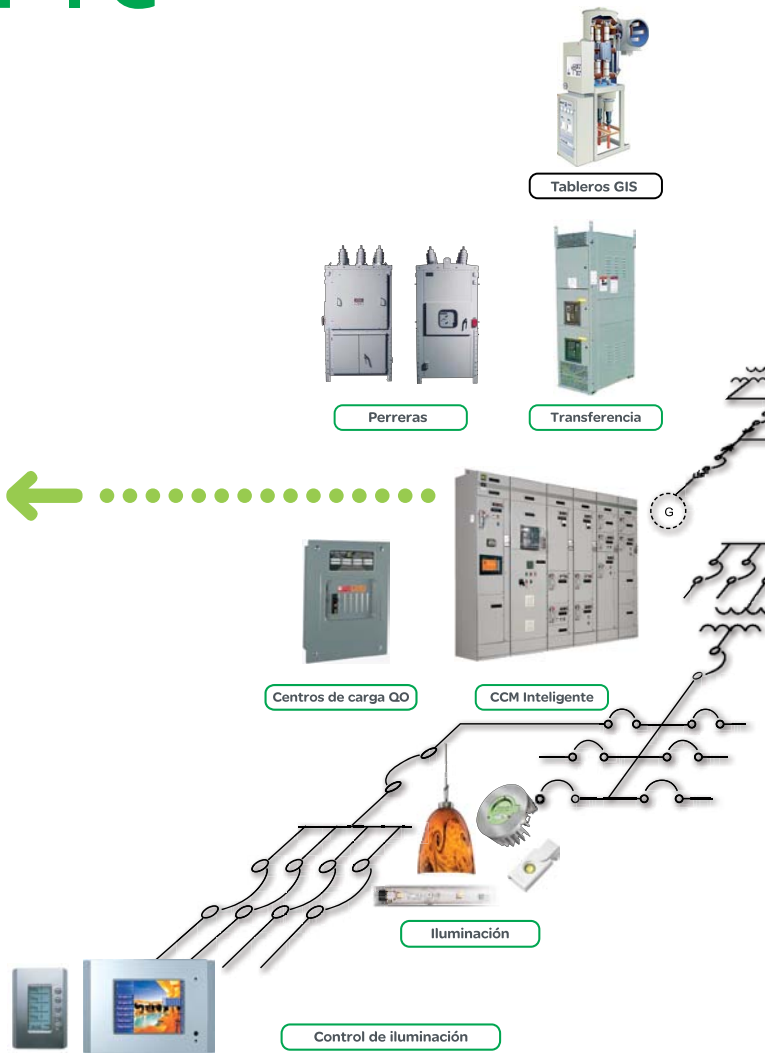 Tableros GIS
Perreras
Transferencia
G
Centros de carga QO
CCM Inteligente
Iluminación
Control de iluminación